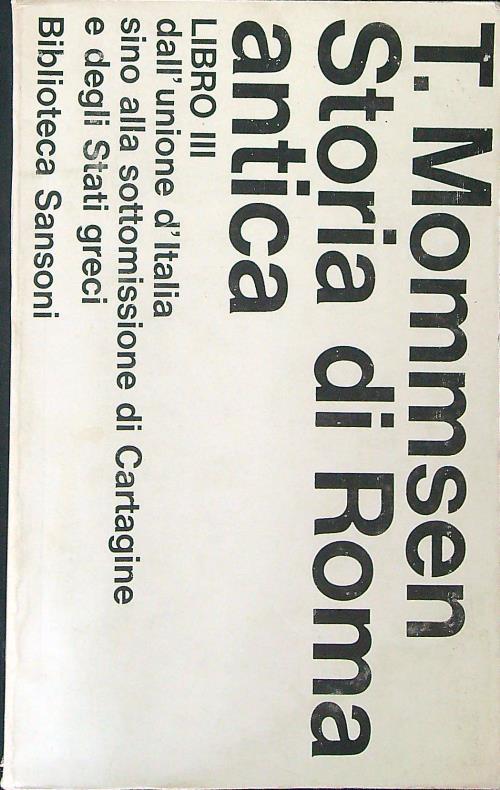 T. Mommsen
Storia di Roma
antica
LIBRO III
dall'unione d'Italia
sino alla sottomissione di Cartagine
e degli Stati greci
Biblioteca Sansoni